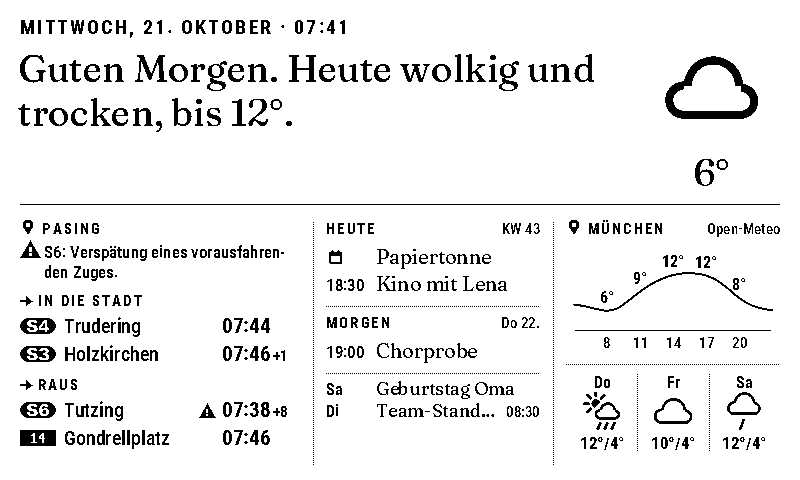 MITTWOCH, 21. OKTOBER · 07:41
Guten Morgen. Heute wolkig und
trocken, bis 12°.
6°
PASING
S6: Verspätung eines vorausfahren-
den Zuges.
→ IN DIE STADT
S4 Trudering 07:44
S3 Holzkirchen 07:46 +1
→ RAUS
S6 Tutzing 07:38 +8
14 Gondrellplatz 07:46
HEUTE KW 43
Papiertonne
18:30 Kino mit Lena
MORGEN Do 22.
19:00 Chorprobe
Sa Geburtstag Oma
Di Team-Stand... 08:30
MÜNCHEN Open-Meteo
6° 9° 12° 12° 8°
8 11 14 17 20
Do Fr Sa
12°/4° 10°/4° 12°/4°